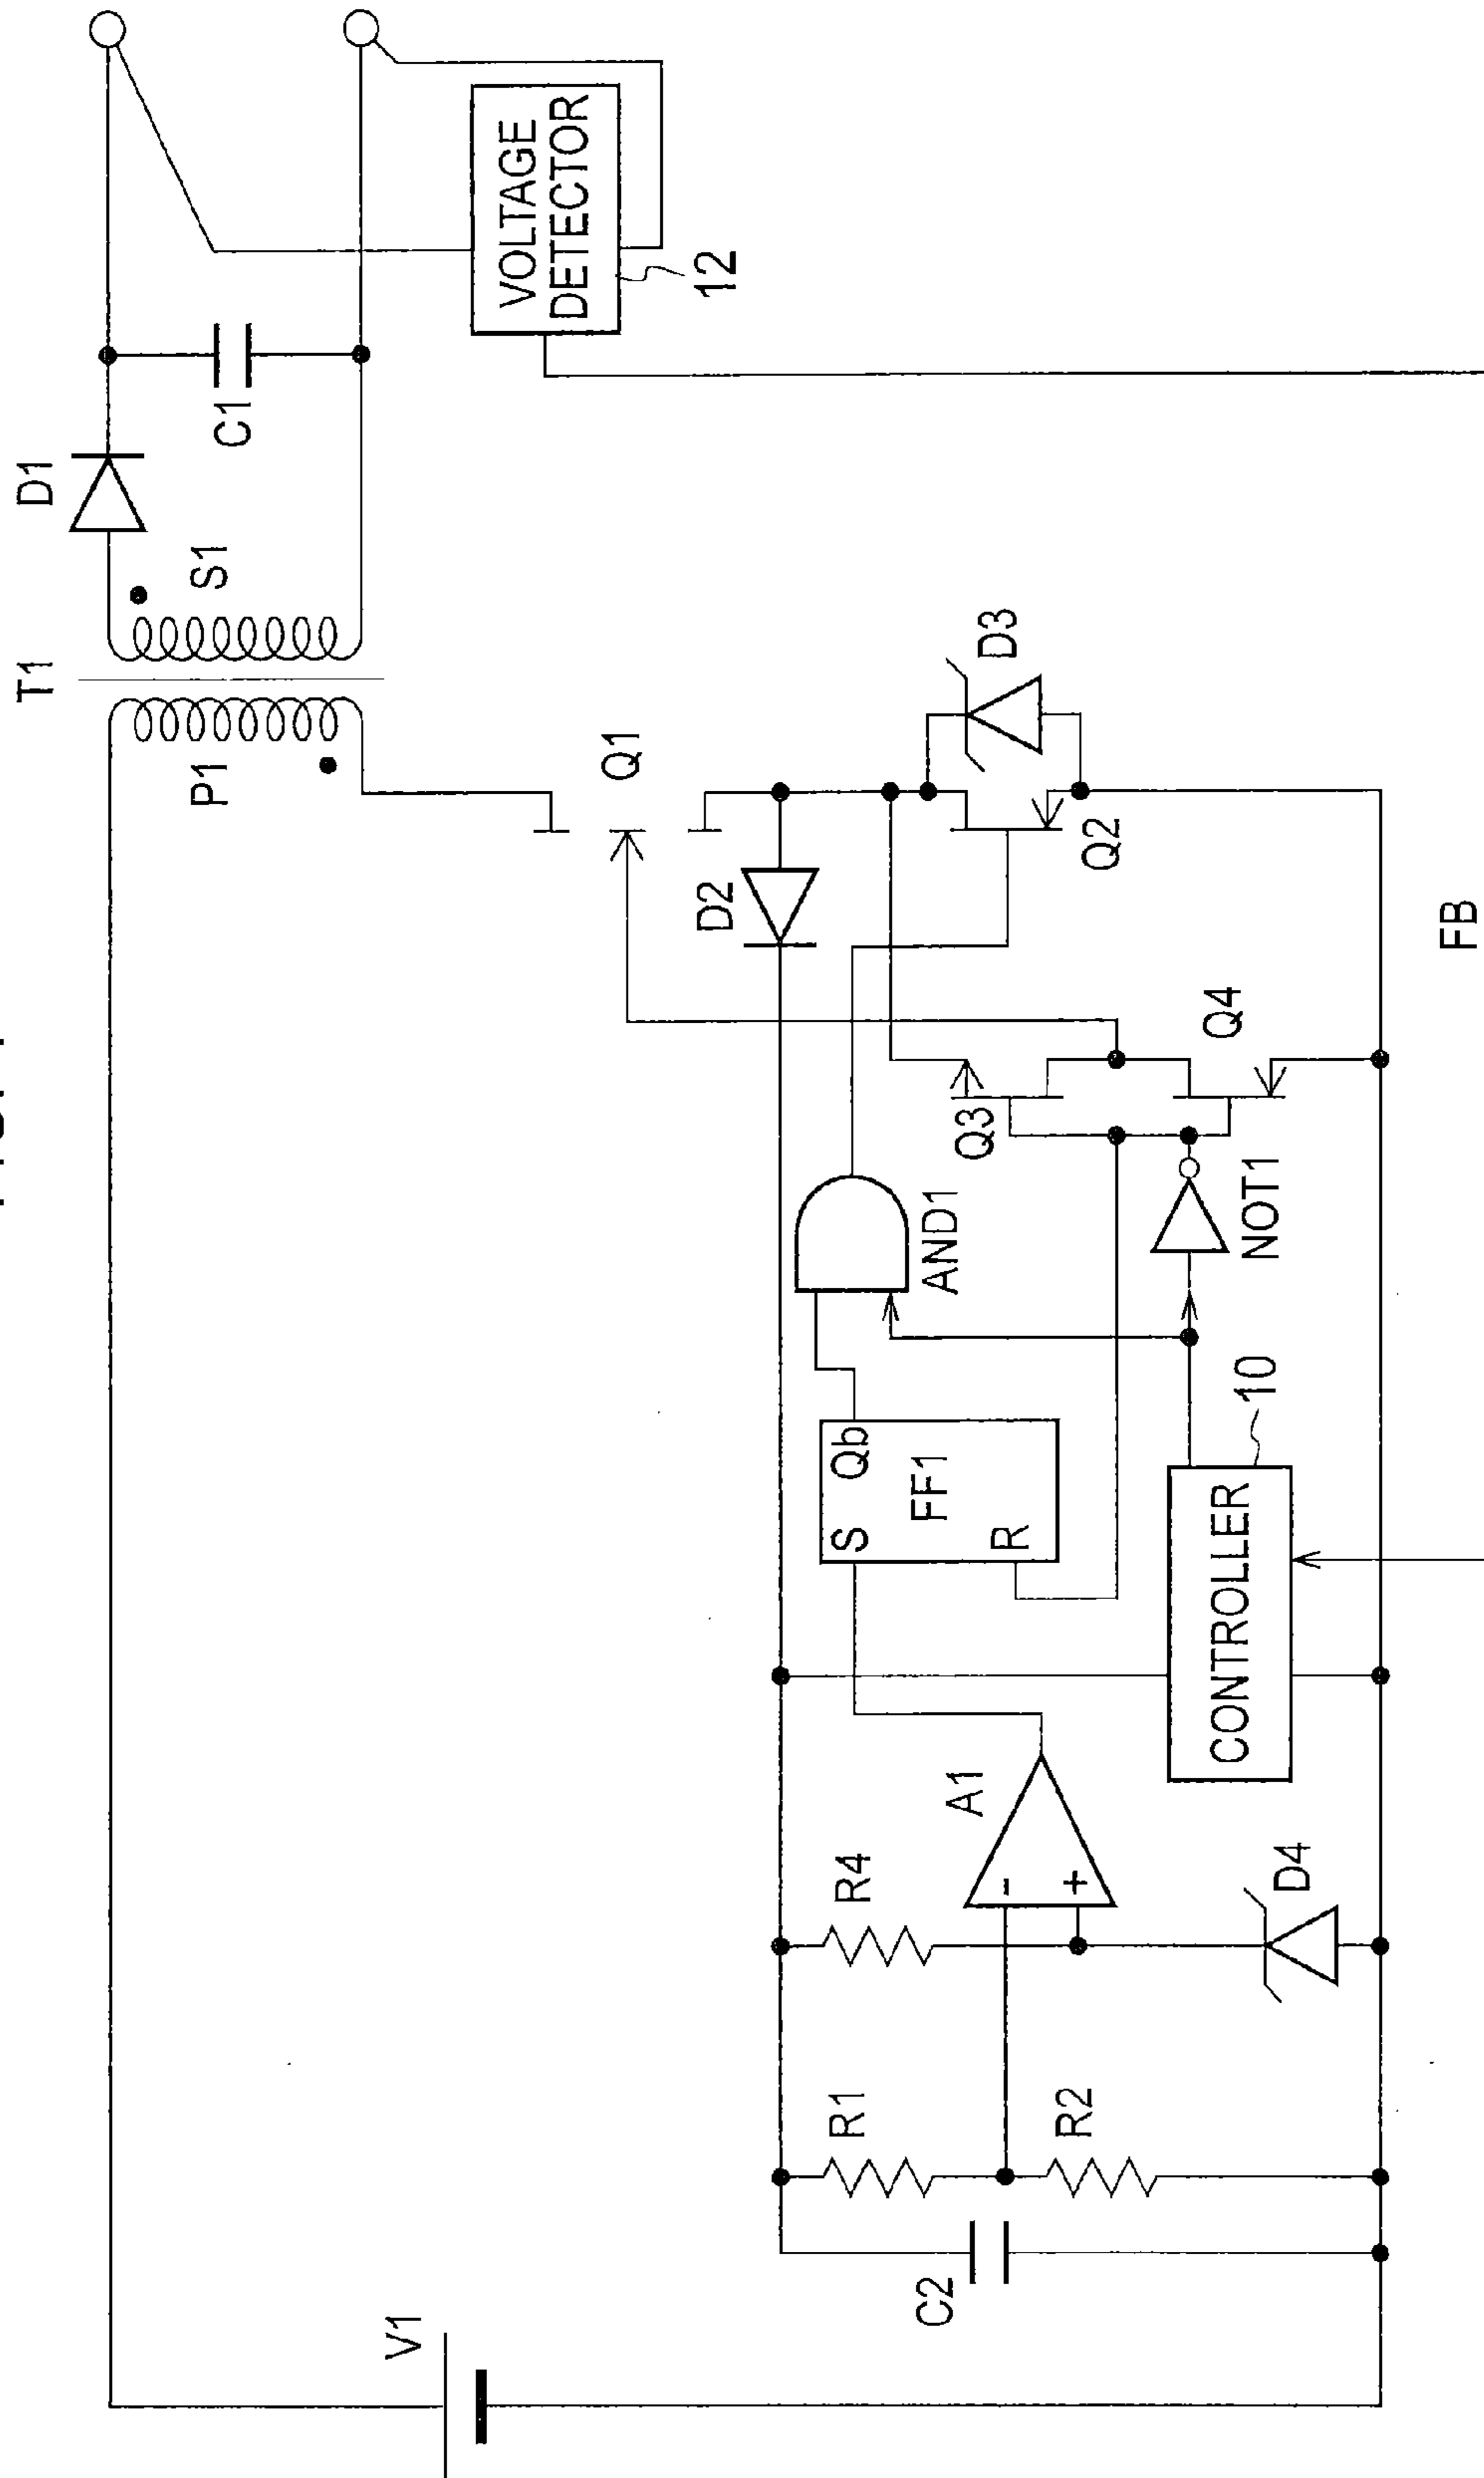 T1
D1
P1
S1
C1
VOLTAGE
DETECTOR
12
V1
Q1
D2
D3
Q2
C2
R1
R2
R4
A1
- 
+
D4
S
Qb
FF1
R
AND1
Q3
Q4
NOT1
CONTROLLER
10
FB